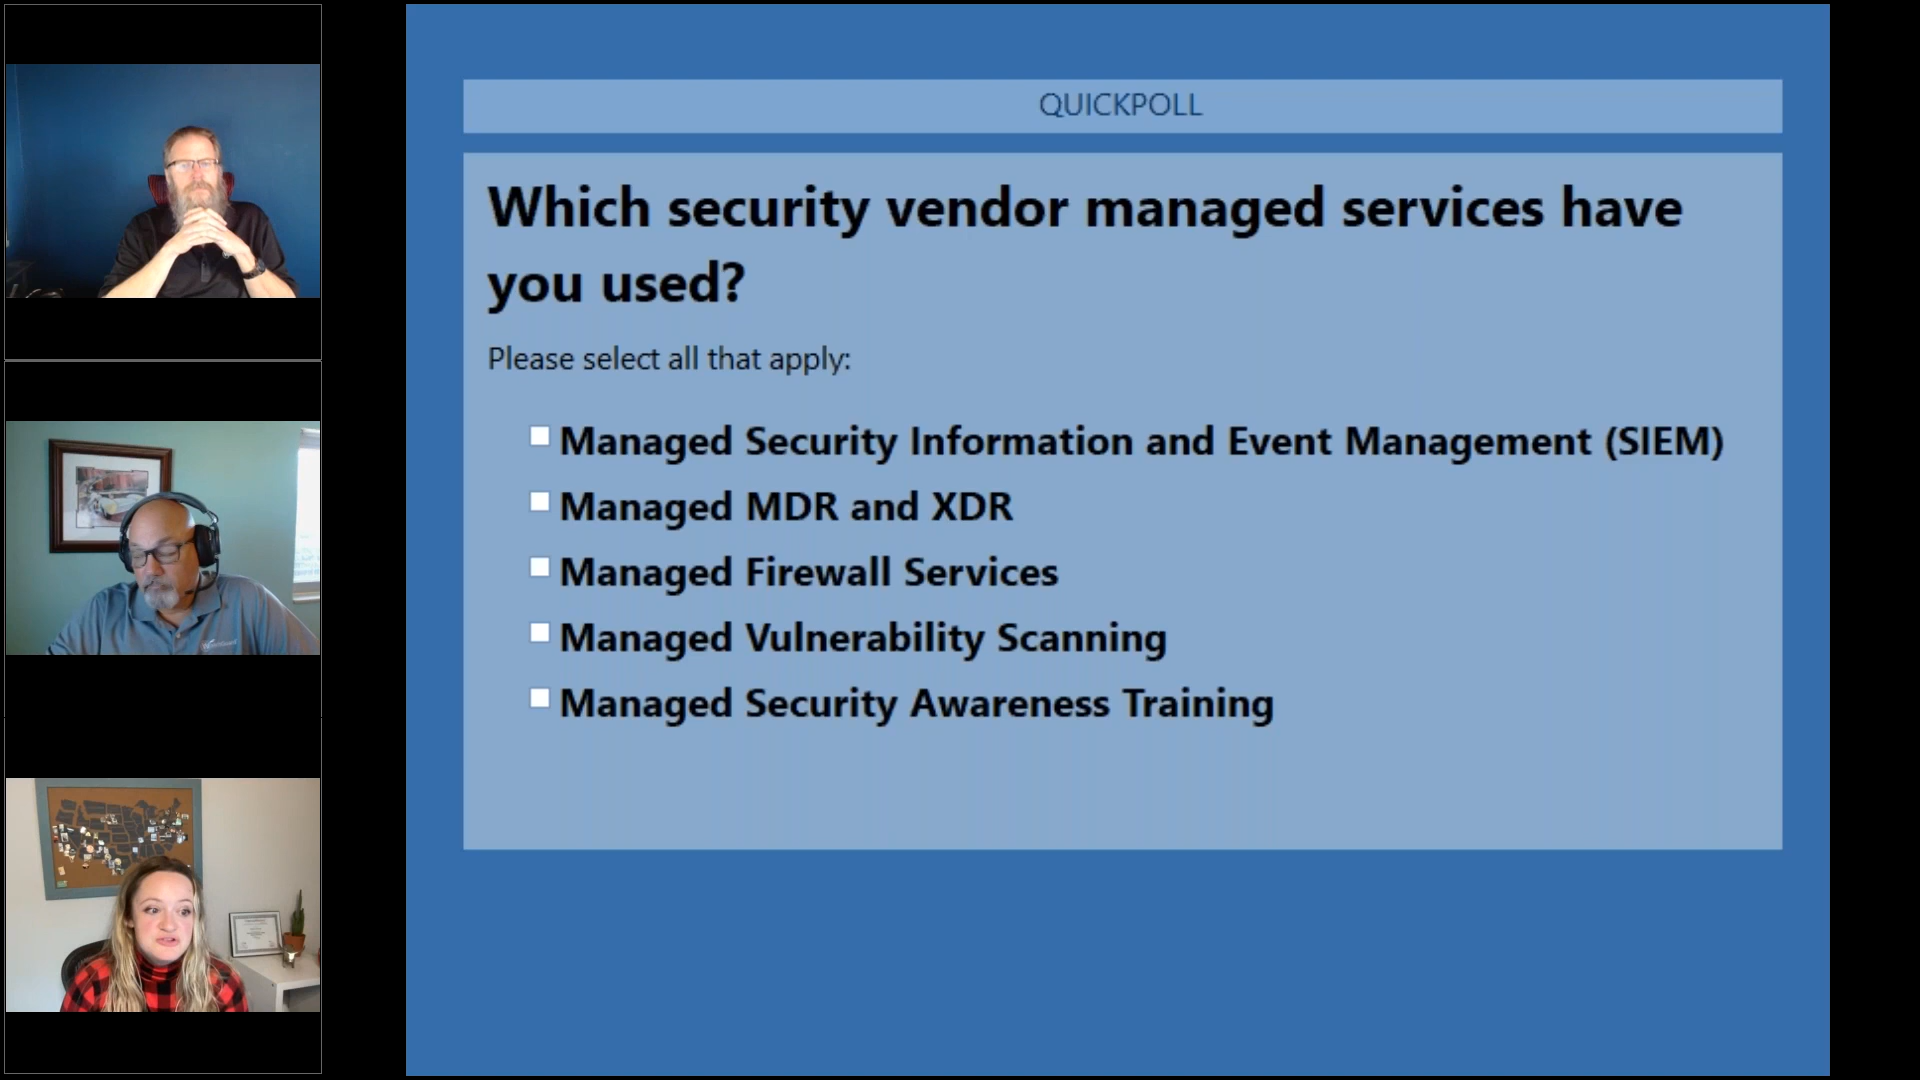 QUICKPOLL
Which security vendor managed services have
you used?
Please select all that apply:
Managed Security Information and Event Management (SIEM)
Managed MDR and XDR
Managed Firewall Services
Managed Vulnerability Scanning
Managed Security Awareness Training